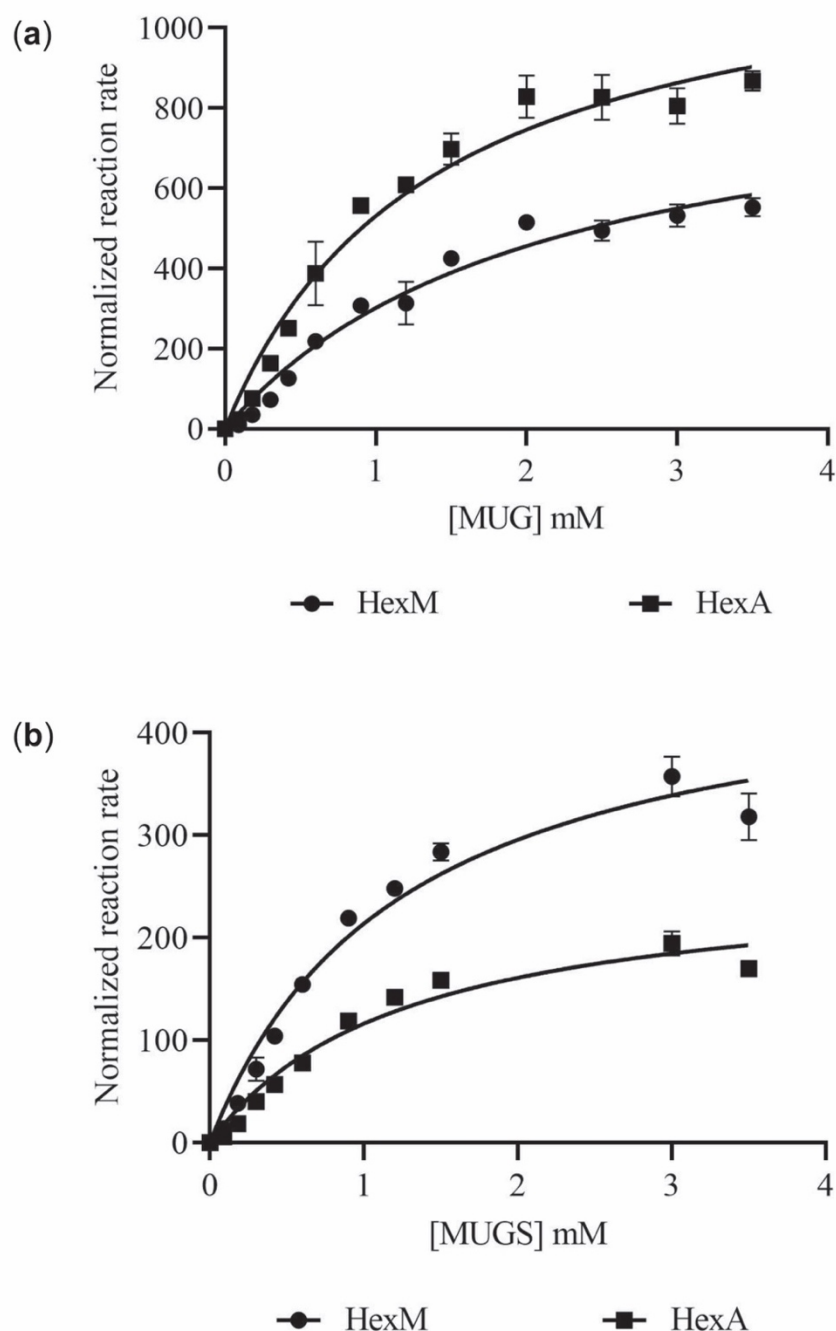 (a)
Normalized reaction rate
1000
800
600
400
200
0
0 1 2 3 4
[MUG] mM
HexM HexA
(b)
Normalized reaction rate
400
300
200
100
0
0 1 2 3 4
[MUGS] mM
HexM HexA